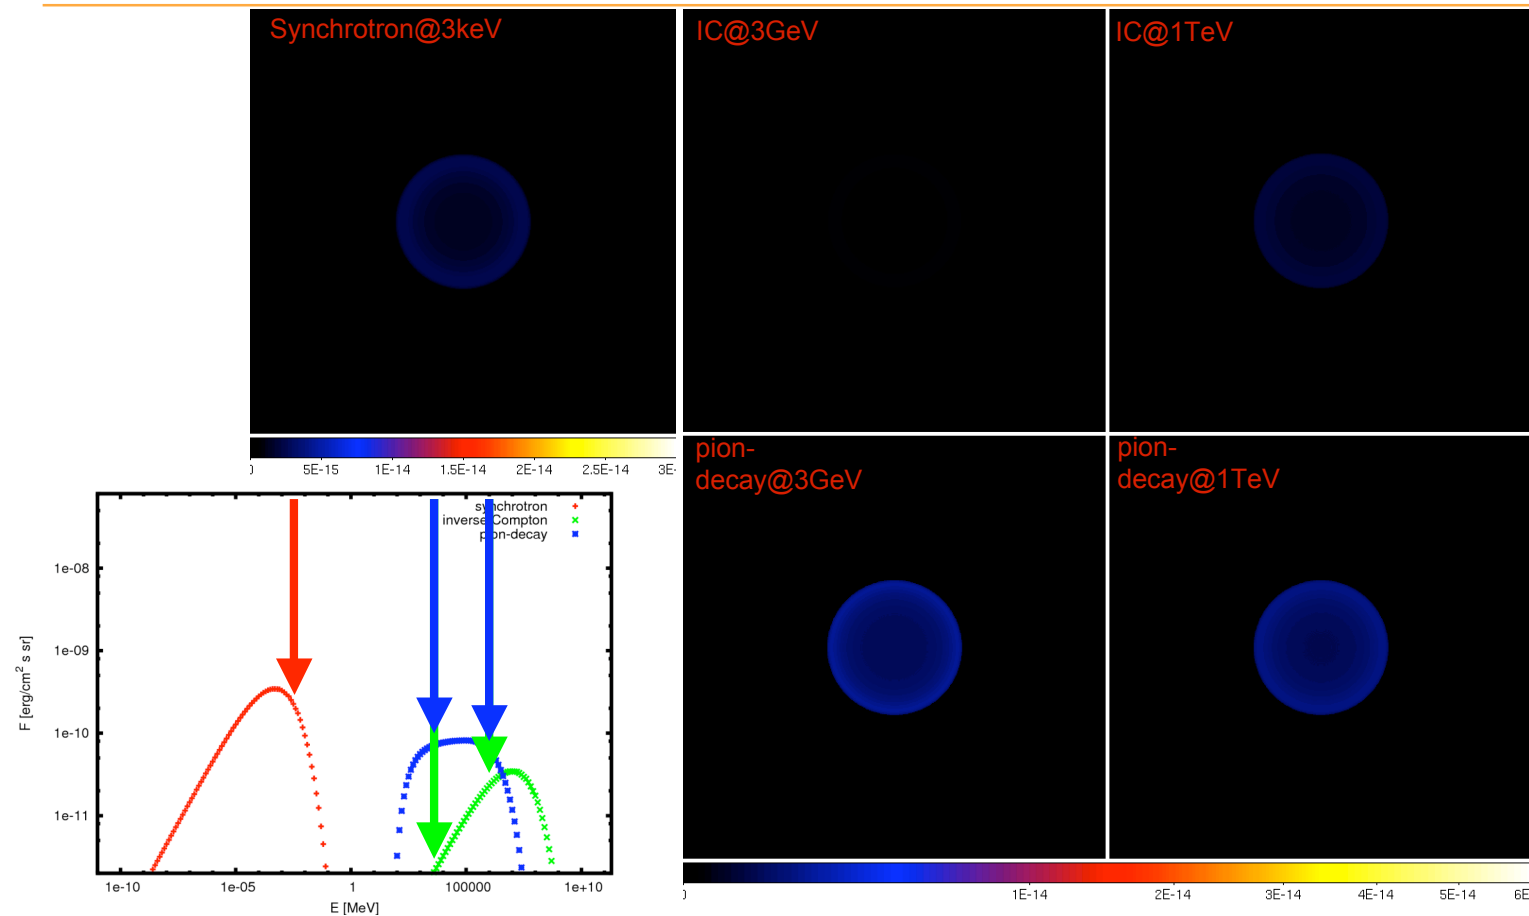 Synchrotron@3keV
IC@3GeV
IC@1TeV
5E-15 1E-14 1.5E-14 2E-14 2.5E-14 3E-
pion-
decay@3GeV
pion-
decay@1TeV
synchrotron
inverse Compton
pion-decay
1e-08
1e-09
1e-10
1e-11
F [erg/cm² s sr]
1e-10 1e-05 1 100000 1e+10
E [MeV]
1E-14 2E-14 3E-14 4E-14 5E-14 6E